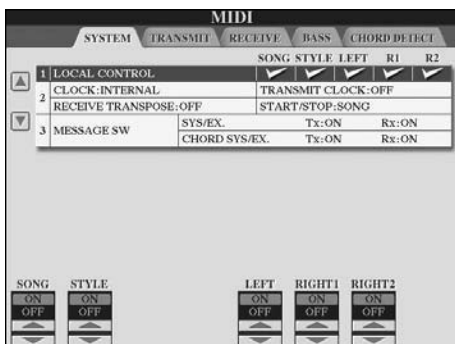 MIDI
SYSTEM TRANSMIT RECEIVE BASS CHORD DETECT
SONG STYLE LEFT R1 R2
1 LOCAL CONTROL
2 CLOCK:INTERNAL TRANSMIT CLOCK:OFF
RECEIVE TRANSPOSE:OFF START/STOP:SONG
3 MESSAGE SW SYS/EX. Tx:ON Rx:ON
CHORD SYS/EX. Tx:ON Rx:ON
SONG STYLE LEFT RIGHT1 RIGHT2
ON ON ON ON ON
OFF OFF OFF OFF OFF